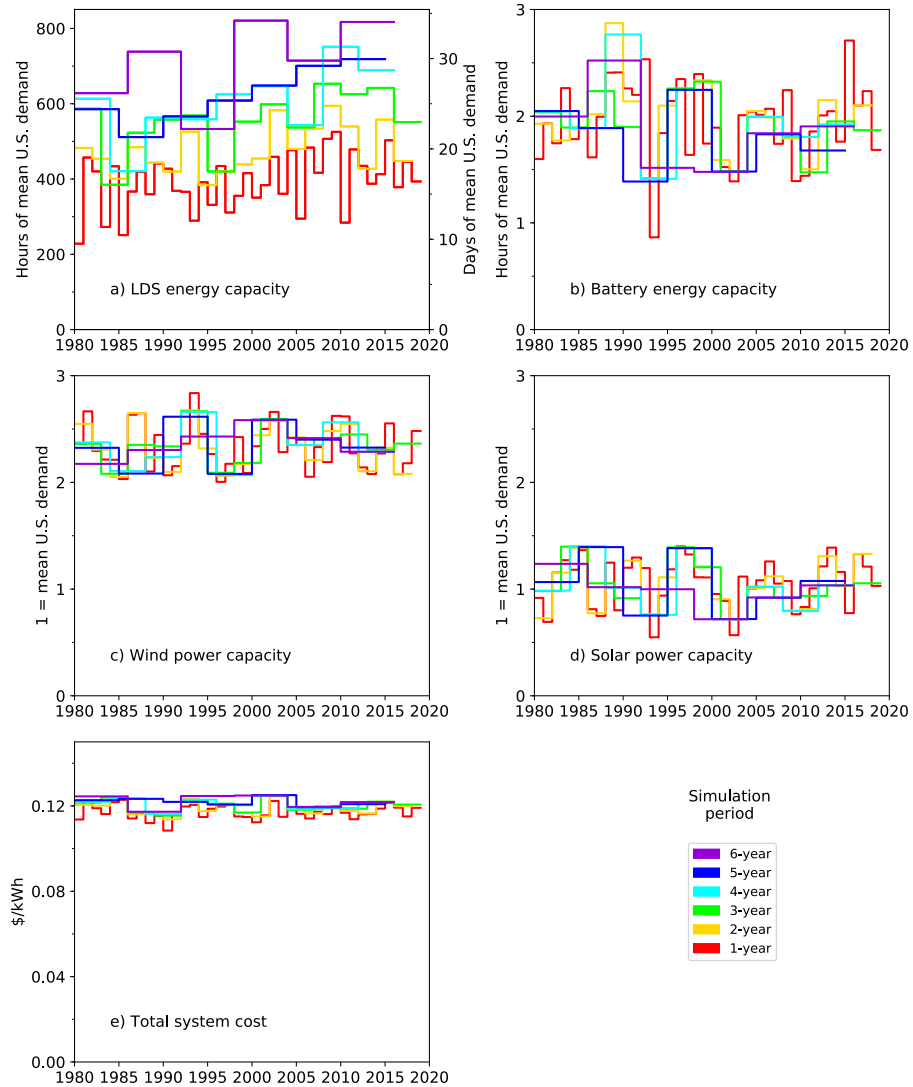 800
600
400
200
0
Hours of mean U.S. demand
30
20
10
0
Days of mean U.S. demand
a) LDS energy capacity
1980 1985 1990 1995 2000 2005 2010 2015 2020
3
2
1
0
Hours of mean U.S. demand
b) Battery energy capacity
1980 1985 1990 1995 2000 2005 2010 2015 2020
3
2
1
0
1 = mean U.S. demand
c) Wind power capacity
1980 1985 1990 1995 2000 2005 2010 2015 2020
3
2
1
0
1 = mean U.S. demand
d) Solar power capacity
1980 1985 1990 1995 2000 2005 2010 2015 2020
0.12
0.08
0.04
0.00
$/kWh
e) Total system cost
1980 1985 1990 1995 2000 2005 2010 2015 2020
Simulation
period
6-year
5-year
4-year
3-year
2-year
1-year